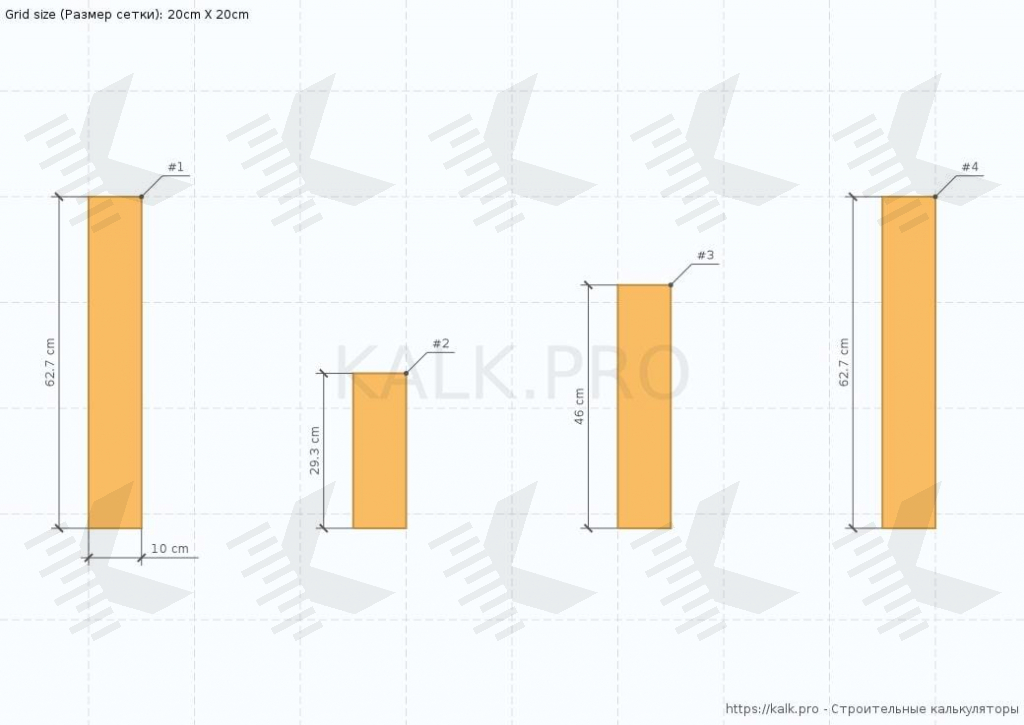 Grid size (Размер сетки): 20cm X 20cm
#1
#4
#3
#2
62.7 cm
29.3 cm
46 cm
62.7 cm
KALK.PRO
10 cm
https://kalk.pro - Строительные калькуляторы